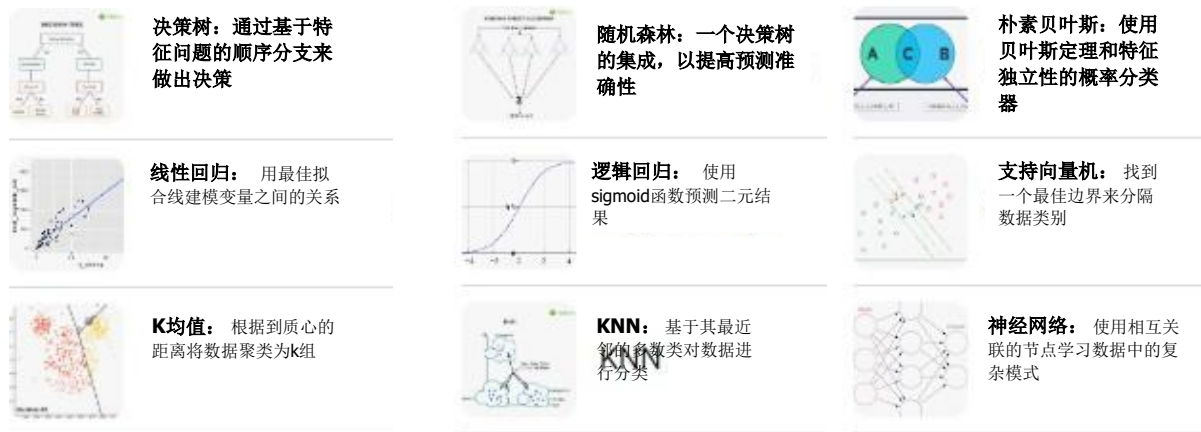 决策树：通过基于特
征问题的顺序分支来
做出决策
随机森林：一个决策树
的集成，以提高预测准
确性
朴素贝叶斯：使用
贝叶斯定理和特征
独立性的概率分类
器
A C B
线性回归： 用最佳拟
合线建模变量之间的关系
逻辑回归： 使用
sigmoid函数预测二元结
果
支持向量机： 找到
一个最佳边界来分隔
数据类别
K均值： 根据到质心的
距离将数据聚类为k组
KNN： 基于其最近
邻的多数类对数据进
行分类
KNN
神经网络： 使用相互关
联的节点学习数据中的复
杂模式